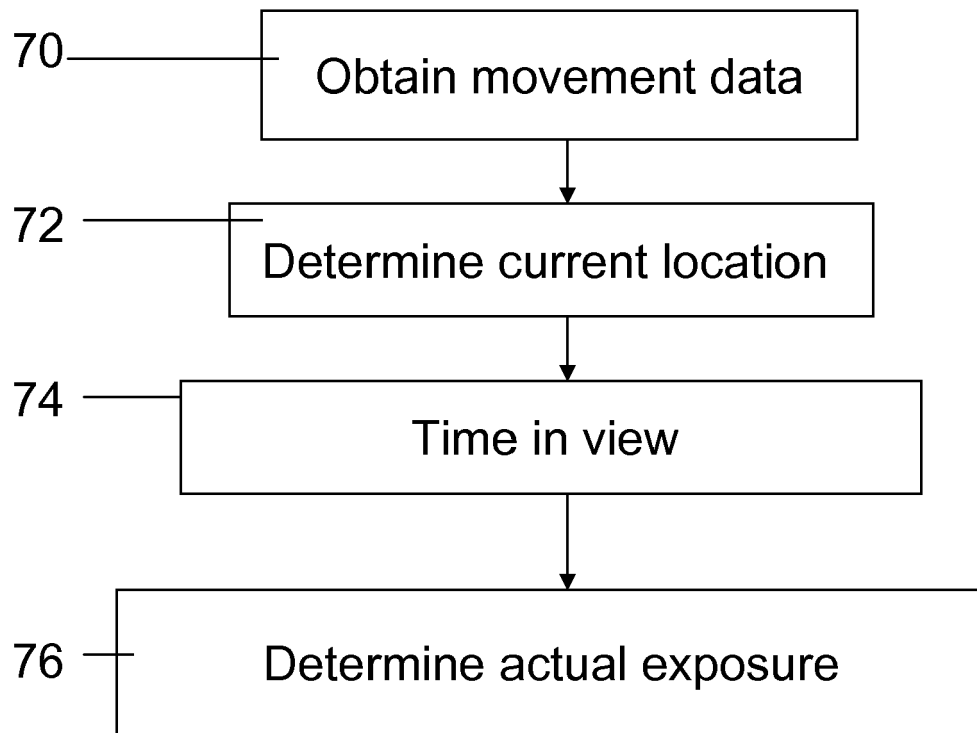 70
Obtain movement data
72
Determine current location
74
Time in view
76
Determine actual exposure